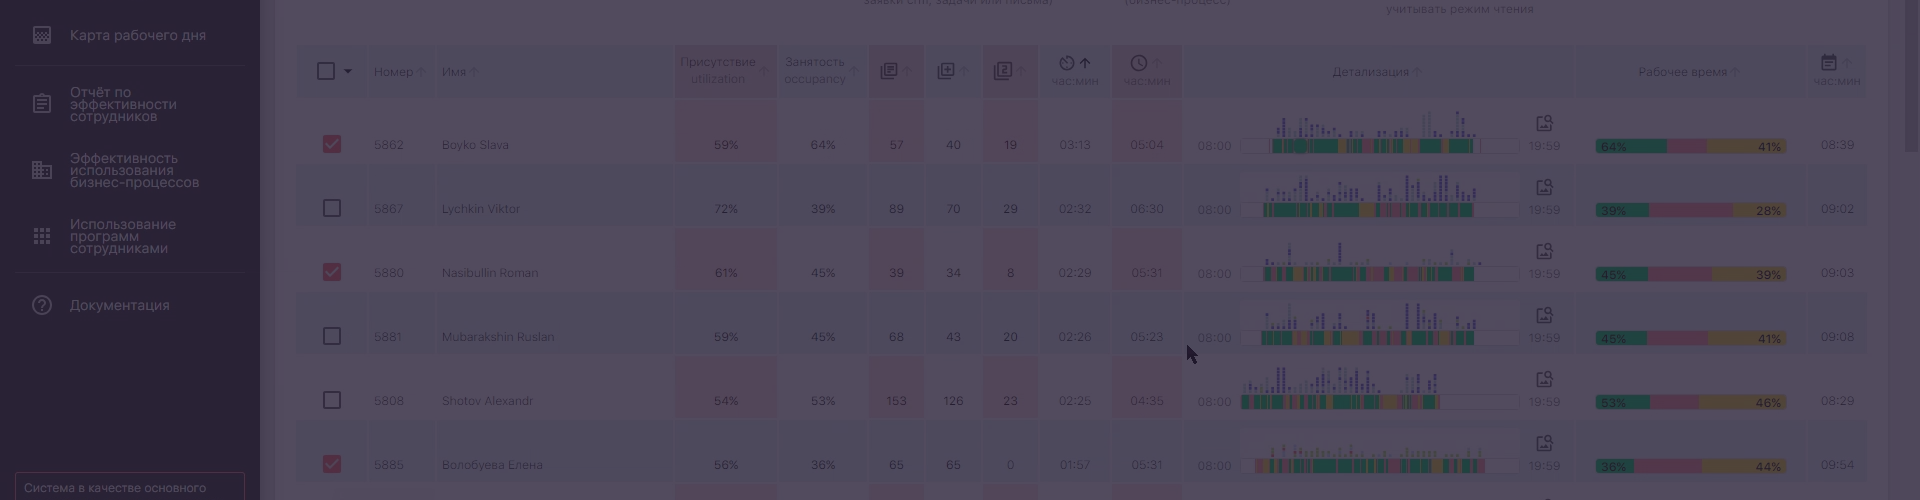 заявки СПП, задачи или письма)
(бизнес-процесс)
учитывать режим чтения
Карта рабочего дня
Отчёт по
эффективности
сотрудников
Эффективность
использования
бизнес-процессов
Использование
программ
сотрудниками
Документация
Система в качестве основного
Номер Имя Присутствие utilization Занятость occupancy 2 час:мин час:мин Детализация Рабочее время час:мин
5862 Boyko Slava 59% 64% 57 40 19 03:13 05:04 08:00 19:59 64% 41% 08:39
5867 Lychkin Viktor 72% 39% 89 70 29 02:32 06:30 08:00 19:59 39% 28% 09:02
5880 Nasibullin Roman 61% 45% 39 34 8 02:29 05:31 08:00 19:59 45% 39% 09:03
5881 Mubarakshin Ruslan 59% 45% 68 43 20 02:26 05:23 08:00 19:59 45% 41% 09:08
5808 Shotov Alexandr 54% 53% 153 126 23 02:25 04:35 08:00 19:59 53% 46% 08:29
5885 Волобуева Елена 56% 36% 65 65 0 01:57 05:31 08:00 19:59 36% 44% 09:54